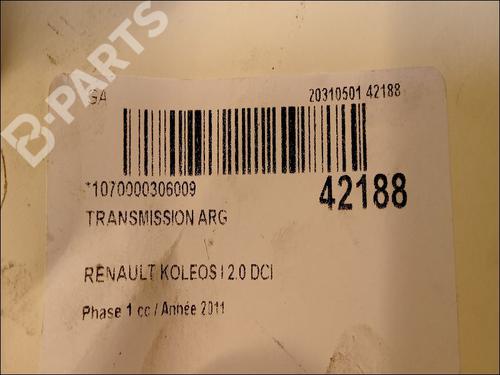 B-PARTS
GA 20310501 42188
*1070000306009 42188
TRANSMISSION ARG
RENAULT KOLEOS I 2.0 DCI
Phase 1 cc / Année 2011